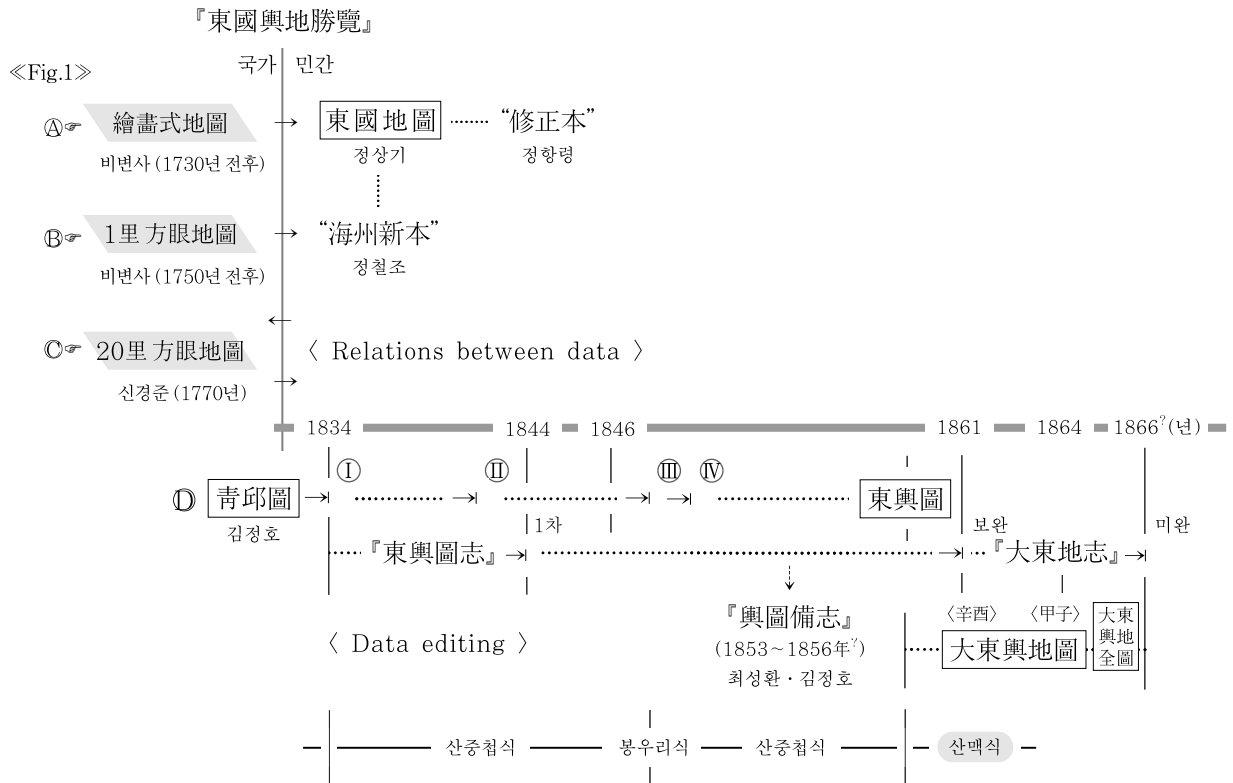 『東國輿地勝覽』
≪Fig.1≫
국가 민간
Ⓐ☞ 繪畵式地圖 → 東國地圖 ········ “修正本”
비변사 (1730년 전후) 정상기 정항령
Ⓑ☞ 1里 方眼地圖 → “海州新本”
비변사 (1750년 전후) 정철조
←
Ⓒ☞ 20里 方眼地圖 〈 Relations between data 〉
→
신경준 (1770년)
1834 1844 1846 1861 1864 1866?(년)
Ⅰ Ⅱ Ⅲ Ⅳ
Ⓓ 靑邱圖 → → → → 東輿圖
김정호 1차 보완 미완
『東輿圖志』→ → 『大東地志』→
『輿圖備志』 〈辛酉〉 〈甲子〉 大東
〈 Data editing 〉 (1853~1856年?) 大東輿地圖 輿地
최성환·김정호 全圖
산중첩식 봉우리식 산중첩식 산맥식